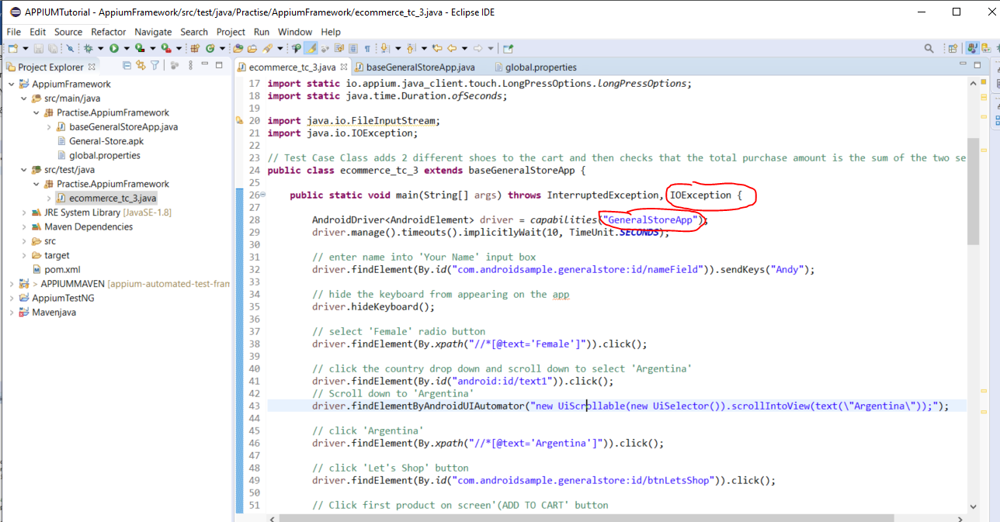 APPIUMTutorial - AppiumFramework/src/test/java/Practise/AppiumFramework/ecommerce_tc_3.java - Eclipse IDE
File Edit Source Refactor Navigate Search Project Run Window Help
Project Explorer
ecommerce_tc_3.java baseGeneralStoreApp.java global.properties
AppiumFramework
src/main/java
Practise.AppiumFramework
baseGeneralStoreApp.java
General-Store.apk
global.properties
src/test/java
Practise.AppiumFramework
ecommerce_tc_3.java
JRE System Library [JavaSE-1.8]
Maven Dependencies
src
target
pom.xml
> APPIUMMAVEN [appium-automated-test-fram
AppiumTestNG
Mavenjava
17 import static io.appium.java_client.touch.LongPressOptions.longPressOptions;
18 import static java.time.Duration.ofSeconds;
19
20 import java.io.FileInputStream;
21 import java.io.IOException;
22
23 // Test Case Class adds 2 different shoes to the cart and then checks that the total purchase amount is the sum of the two se
24 public class ecommerce_tc_3 extends baseGeneralStoreApp {
25
26 public static void main(String[] args) throws InterruptedException, IOException {
27
28 AndroidDriver<AndroidElement> driver = capabilities("GeneralStoreApp");
29 driver.manage().timeouts().implicitlyWait(10, TimeUnit.SECONDS);
30
31 // enter name into 'Your Name' input box
32 driver.findElement(By.id("com.androidsample.generalstore:id/nameField")).sendKeys("Andy");
33
34 // hide the keyboard from appearing on the app
35 driver.hideKeyboard();
36
37 // select 'Female' radio button
38 driver.findElement(By.xpath("//*[@text='Female']")).click();
39
40 // click the country drop down and scroll down to select 'Argentina'
41 driver.findElement(By.id("android:id/text1")).click();
42 // Scroll down to 'Argentina'
43 driver.findElementByAndroidUIAutomator("new UiScrollable(new UiSelector()).scrollIntoView(text(\"Argentina\"));");
44
45 // click 'Argentina'
46 driver.findElement(By.xpath("//*[@text='Argentina']")).click();
47
48 // click 'Let's Shop' button
49 driver.findElement(By.id("com.androidsample.generalstore:id/btnLetsShop")).click();
50
51 // Click first product on screen'(ADD TO CART' button